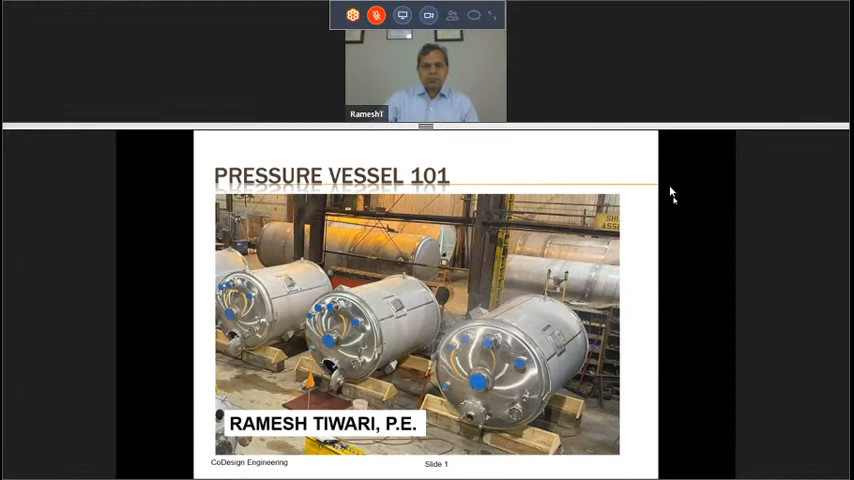 RameshT
PRESSURE VESSEL 101
RAMESH TIWARI, P.E.
CoDesign Engineering
Slide 1